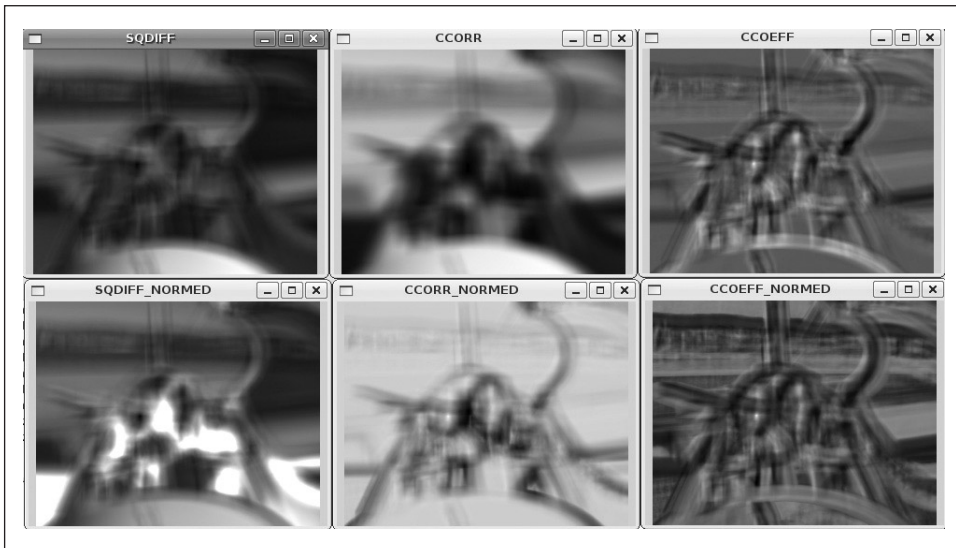 SQDIFF
CCORR
CCOEFF
SQDIFF_NORMED
CCORR_NORMED
CCOEFF_NORMED